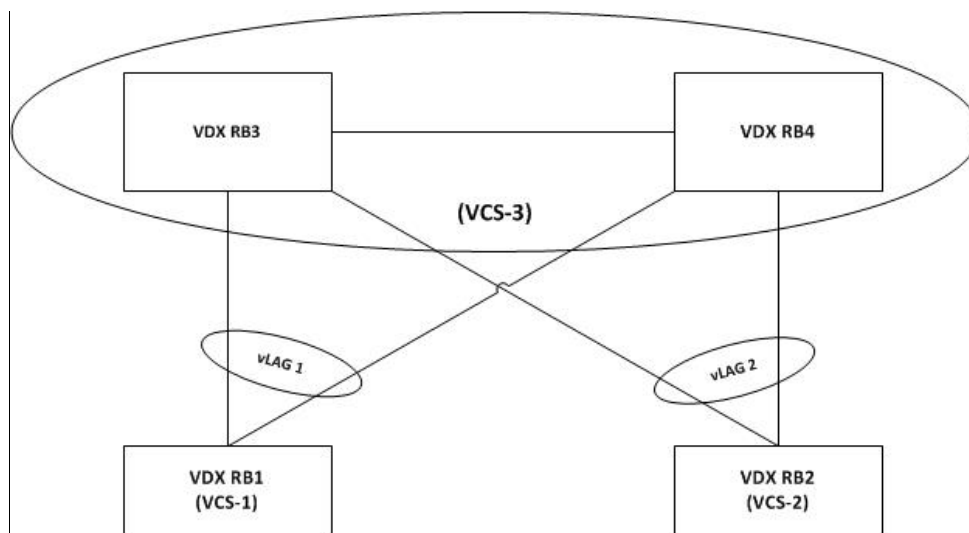 VDX RB3
VDX RB4
(VCS-3)
vLAG 1
vLAG 2
VDX RB1
(VCS-1)
VDX RB2
(VCS-2)